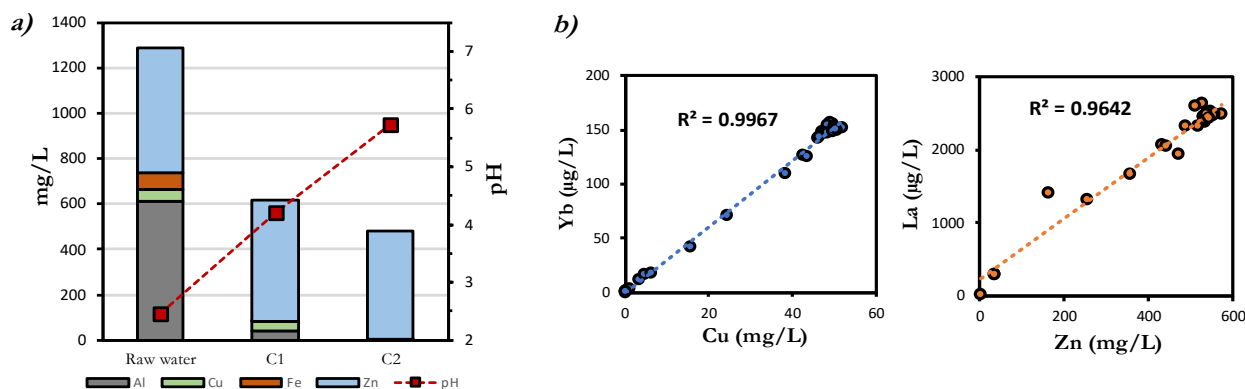 a)
1400
1200
1000
800
600
400
200
0
mg/L
7
6
5
4
3
2
pH
Raw water C1 C2
Al Cu Fe Zn pH
b)
200
150
100
50
0
Yb (µg/L)
R² = 0.9967
0 20 40 60
Cu (mg/L)
3000
2000
1000
0
La (µg/L)
R² = 0.9642
0 200 400 600
Zn (mg/L)